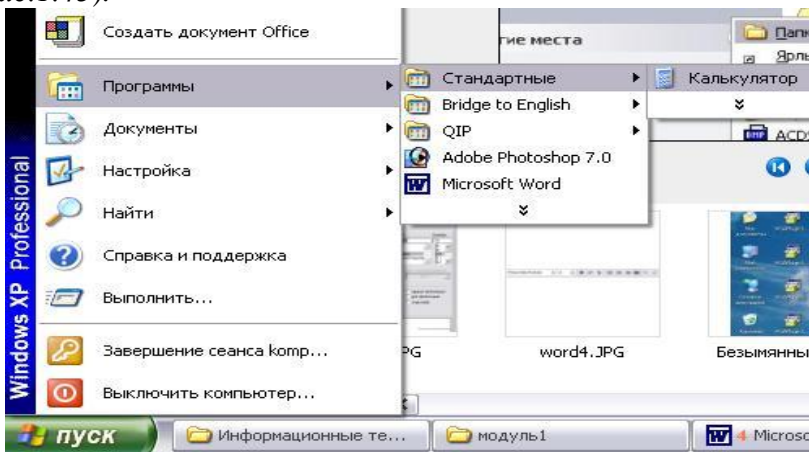 Создать документ Office
Программы
Документы
Настройка
Найти
Справка и поддержка
Выполнить...
Завершение сеанса komp...
Выключить компьютер...
Windows XP Professional
Стандартные
Bridge to English
QIP
Adobe Photoshop 7.0
Microsoft Word
Калькулятор
места
word4.JPG
пуск
Информационные те...
модуль1
4